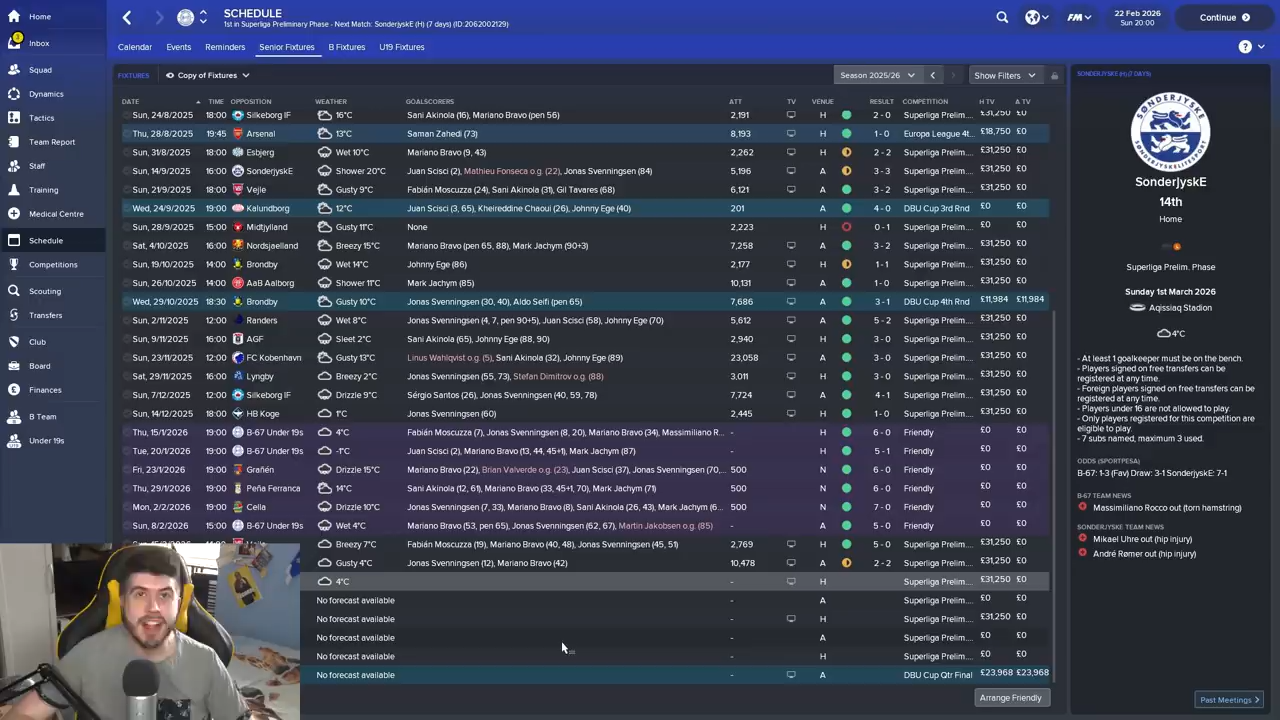 Home
SCHEDULE
1st in Superliga Preliminary Phase - Next Match: SonderjyskE (H) (7 days) (ID:2062002129)
FM
22 Feb 2026
Sun 20:00
Continue
3
Inbox
Squad
Dynamics
Tactics
Team Report
Staff
Training
Medical Centre
Schedule
Competitions
Scouting
Transfers
Club
Board
Finances
B Team
Under 19s
Calendar Events Reminders Senior Fixtures B Fixtures U19 Fixtures
?
FIXTURES Copy of Fixtures Season 2025/26 Show Filters
DATE TIME OPPOSITION WEATHER GOALSCORERS ATT TV VENUE RESULT COMPETITION H TV A TV
Sun, 24/8/2025 18:00 Silkeborg IF 16°C Sani Akinola (16), Mariano Bravo (pen 56) 2,191 H 2 - 0 Superliga Prelim.... £31,250 £0
Thu, 28/8/2025 19:45 Arsenal 13°C Saman Zahedi (73) 8,193 H 1 - 0 Europa League 4t... £18,750 £0
Sun, 31/8/2025 18:00 Esbjerg Wet 10°C Mariano Bravo (9, 43) 2,262 H 2 - 2 Superliga Prelim.... £31,250 £0
Sun, 14/9/2025 16:00 SonderjyskE Shower 20°C Juan Scisci (2), Mathieu Fonseca o.g. (22), Jonas Svenningsen (84) 5,196 A 3 - 3 Superliga Prelim.... £31,250 £0
Sun, 21/9/2025 18:00 Vejle Gusty 9°C Fabián Moscuzza (24), Sani Akinola (31), Gil Tavares (68) 6,121 A 3 - 2 Superliga Prelim.... £31,250 £0
Wed, 24/9/2025 19:00 Kalundborg 12°C Juan Scisci (3, 65), Kheireddine Chaoui (26), Johnny Ege (40) 201 A 4 - 0 DBU Cup 3rd Rnd £0 £0
Sun, 28/9/2025 15:00 Midtjylland Gusty 11°C None 2,223 H 0 - 1 Superliga Prelim.... £0 £0
Sat, 4/10/2025 16:00 Nordsjaelland Breezy 15°C Mariano Bravo (pen 65, 88), Mark Jachym (90+3) 7,258 A 3 - 2 Superliga Prelim.... £31,250 £0
Sun, 19/10/2025 14:00 Brondby Wet 14°C Johnny Ege (86) 2,177 H 1 - 1 Superliga Prelim.... £31,250 £0
Sun, 26/10/2025 14:00 AaB Aalborg Shower 11°C Mark Jachym (85) 10,131 A 1 - 0 Superliga Prelim.... £31,250 £0
Wed, 29/10/2025 18:30 Brondby Gusty 10°C Jonas Svenningsen (30, 40), Aldo Seifi (pen 65) 7,686 A 3 - 1 DBU Cup 4th Rnd £11,984 £11,984
Sun, 2/11/2025 12:00 Randers Wet 8°C Jonas Svenningsen (4, 7, pen 90+5), Juan Scisci (58), Johnny Ege (70) 5,612 A 5 - 2 Superliga Prelim.... £31,250 £0
Sun, 9/11/2025 16:00 AGF Sleet 2°C Sani Akinola (65), Johnny Ege (88, 90) 2,940 H 3 - 0 Superliga Prelim.... £31,250 £0
Sun, 23/11/2025 12:00 FC Kobenhavn Gusty 13°C Linus Wahlqvist o.g. (5), Sani Akinola (32), Johnny Ege (89) 23,058 A 3 - 0 Superliga Prelim.... £31,250 £0
Sat, 29/11/2025 16:00 Lyngby Breezy 2°C Jonas Svenningsen (55, 73), Stefan Dimitrov o.g. (88) 3,011 H 3 - 0 Superliga Prelim.... £31,250 £0
Sun, 7/12/2025 12:00 Silkeborg IF Drizzle 9°C Sérgio Santos (26), Jonas Svenningsen (40, 59, 78) 7,724 A 4 - 1 Superliga Prelim.... £31,250 £0
Sun, 14/12/2025 18:00 HB Koge 1°C Jonas Svenningsen (60) 2,445 H 1 - 0 Superliga Prelim.... £31,250 £0
Thu, 15/1/2026 19:00 B-67 Under 19s 4°C Fabián Moscuzza (7), Jonas Svenningsen (8, 20), Mariano Bravo (34), Massimiliano R... - H 6 - 0 Friendly £0 £0
Tue, 20/1/2026 19:00 B-67 Under 19s -1°C Juan Scisci (2), Mariano Bravo (13, 44, 45+1), Mark Jachym (87) - H 5 - 1 Friendly £0 £0
Fri, 23/1/2026 19:00 Grañén Drizzle 15°C Mariano Bravo (22), Brian Valverde o.g. (23), Juan Scisci (37), Jonas Svenningsen (70,... 500 N 6 - 0 Friendly £0 £0
Thu, 29/1/2026 19:00 Peña Ferranca 14°C Sani Akinola (12, 61), Mariano Bravo (33, 45+1, 70), Mark Jachym (71) 500 N 6 - 0 Friendly £0 £0
Mon, 2/2/2026 19:00 Cella Drizzle 10°C Jonas Svenningsen (7, 33), Mariano Bravo (8), Sani Akinola (26, 43), Mark Jachym (6... 500 N 7 - 0 Friendly £0 £0
Sun, 8/2/2026 15:00 B-67 Under 19s Wet 4°C Mariano Bravo (53, pen 65), Jonas Svenningsen (62, 67), Martin Jakobsen o.g. (85) - A 5 - 0 Friendly £0 £0
Breezy 7°C Fabián Moscuzza (19), Mariano Bravo (40, 48), Jonas Svenningsen (45, 51) 2,769 H 5 - 0 Superliga Prelim.... £31,250 £0
Gusty 4°C Jonas Svenningsen (12), Mariano Bravo (42) 10,478 A 2 - 2 Superliga Prelim.... £31,250 £0
4°C - H Superliga Prelim.... £31,250 £0
No forecast available - A Superliga Prelim.... £0 £0
No forecast available - H Superliga Prelim.... £31,250 £0
No forecast available - A Superliga Prelim.... £0 £0
No forecast available - H Superliga Prelim.... £0 £0
No forecast available - A DBU Cup Qtr Final £23,968 £23,968
Arrange Friendly
SONDERJYSKE (H) (7 DAYS)
SØNDERJYSKE
SØNDERJYSKELITESPORT
SonderjyskE
14th
Home
Superliga Prelim. Phase
Sunday 1st March 2026
Aqissiaq Stadion
4°C
- At least 1 goalkeeper must be on the bench.
- Players signed on free transfers can be
registered at any time.
- Foreign players signed on free transfers can be
registered at any time.
- Players under 16 are not allowed to play.
- Only players registered for this competition are
eligible to play.
- 7 subs named, maximum 3 used.
ODDS (SPORTPESA)
B-67: 1-3 (Fav) Draw: 3-1 SonderjyskE: 7-1
B-67 TEAM NEWS
Massimiliano Rocco out (torn hamstring)
SONDERJYSKE TEAM NEWS
Mikael Uhre out (hip injury)
André Rømer out (hip injury)
Past Meetings